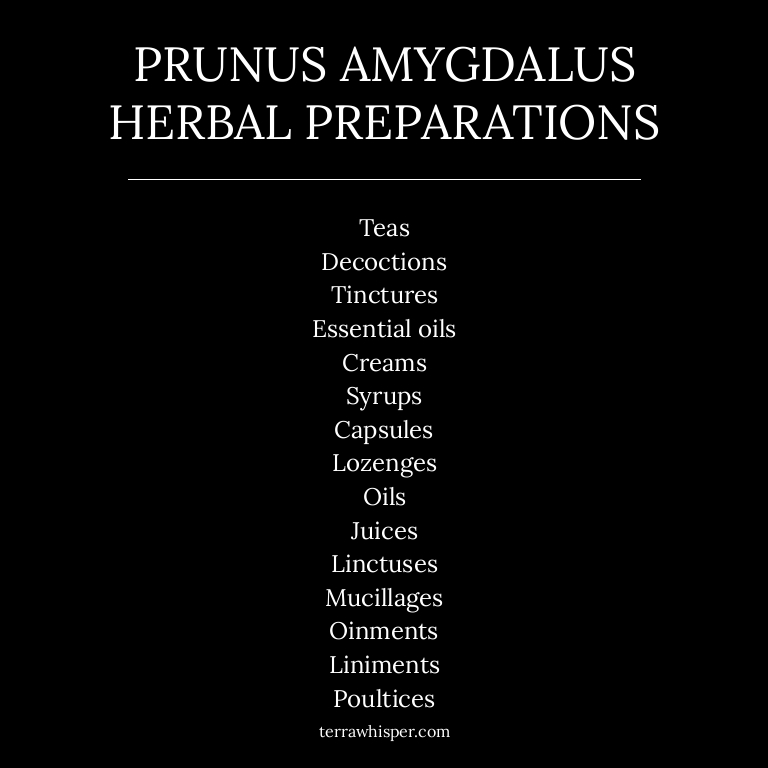 PRUNUS AMYGDALUS
HERBAL PREPARATIONS
Teas
Decoctions
Tinctures
Essential oils
Creams
Syrups
Capsules
Lozenges
Oils
Juices
Linctuses
Mucillages
Oinments
Liniments
Poultices
terrawhisper.com